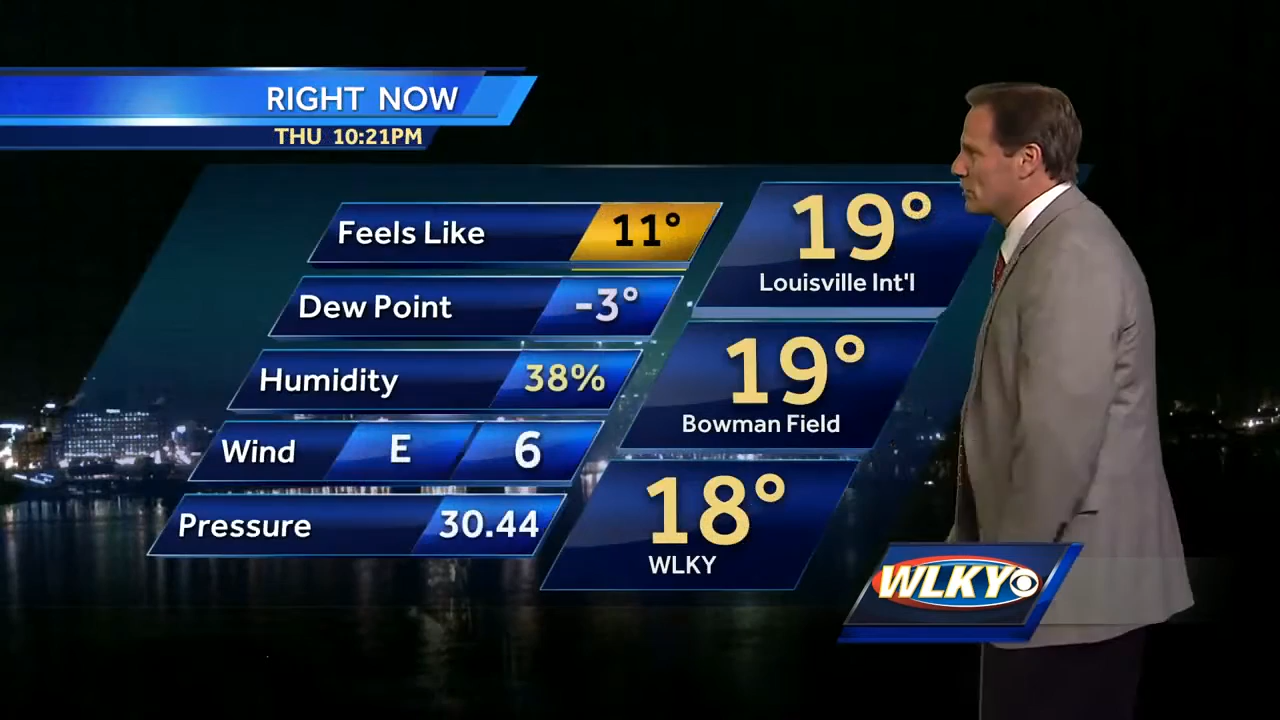 RIGHT NOW
THU 10:21PM
Feels Like 11°
Dew Point -3°
Humidity 38%
Wind E 6
Pressure 30.44
19°
Louisville Int'l
19°
Bowman Field
18°
WLKY
WLKY